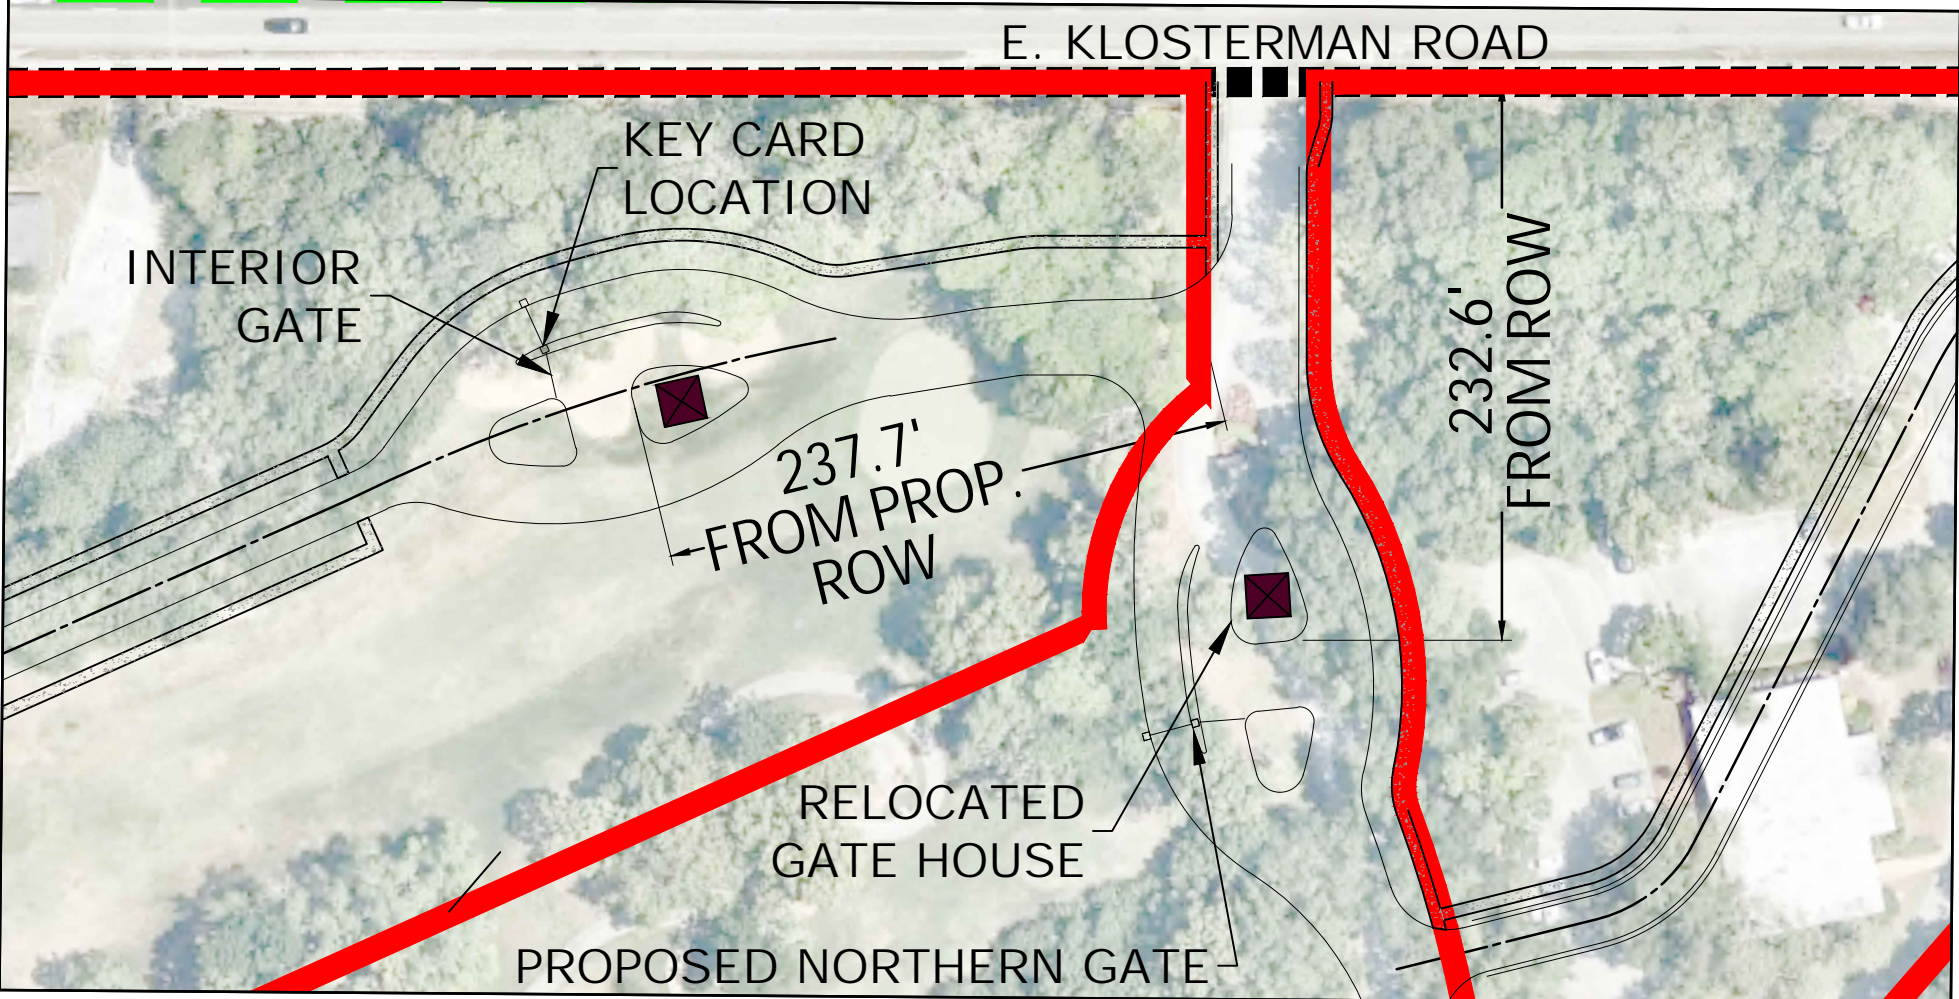 E. KLOSTERMAN ROAD
KEY CARD
LOCATION
INTERIOR
GATE
232.6'
FROM ROW
237.7'
FROM PROP.
ROW
RELOCATED
GATE HOUSE
PROPOSED NORTHERN GATE